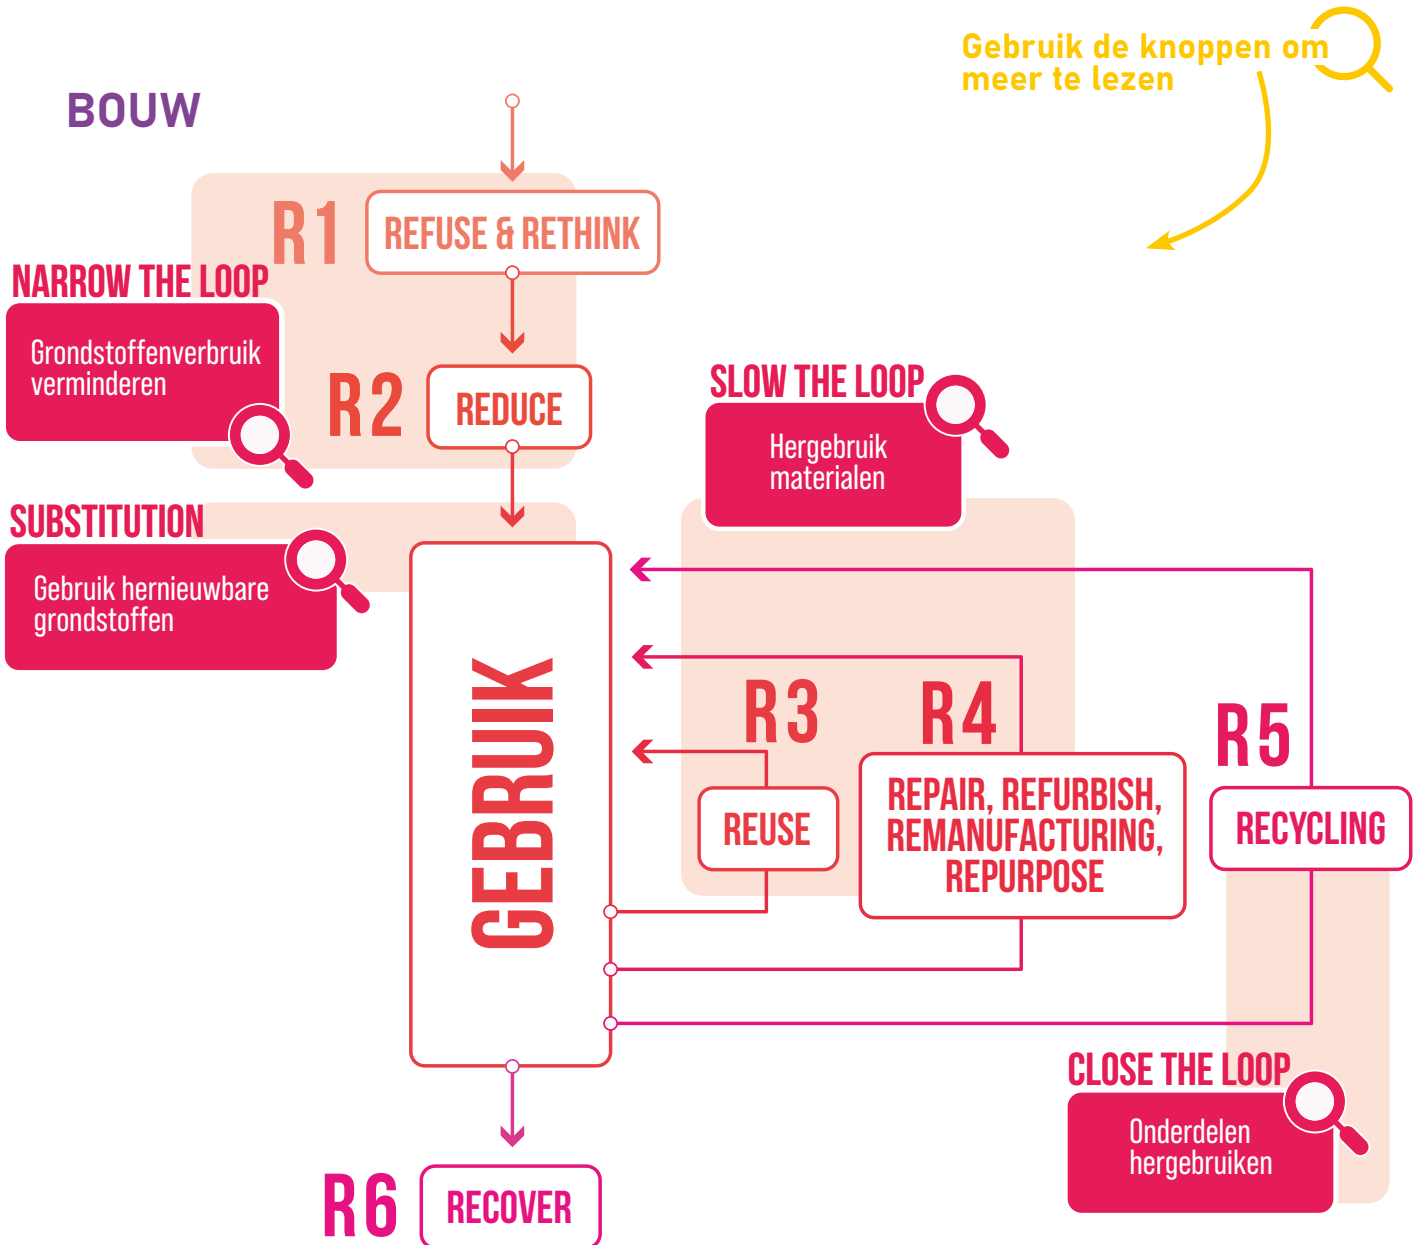 Gebruik de knoppen om
meer te lezen
BOUW
R1
REFUSE & RETHINK
NARROW THE LOOP
Grondstoffenverbruik
verminderen
R2
REDUCE
SLOW THE LOOP
Hergebruik
materialen
SUBSTITUTION
Gebruik hernieuwbare
grondstoffen
GEBRUIK
R3
REUSE
R4
REPAIR, REFURBISH,
REMANUFACTURING,
REPURPOSE
R5
RECYCLING
CLOSE THE LOOP
Onderdelen
hergebruiken
R6
RECOVER